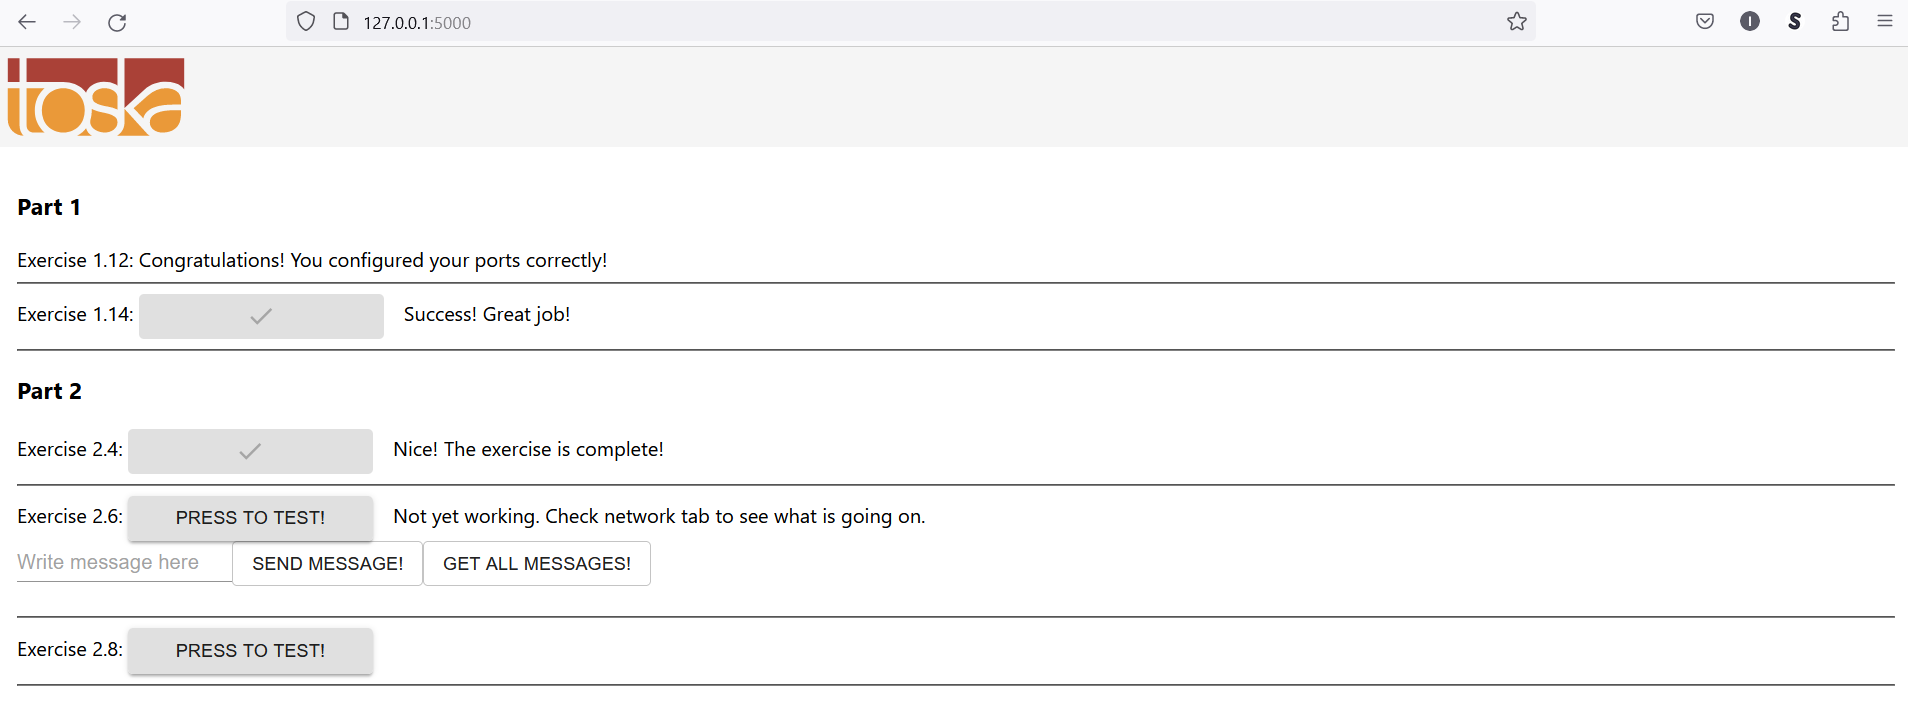 127.0.0.1:5000
toska
Part 1
Exercise 1.12: Congratulations! You configured your ports correctly!
Exercise 1.14: Success! Great job!
Part 2
Exercise 2.4: Nice! The exercise is complete!
Exercise 2.6: PRESS TO TEST! Not yet working. Check network tab to see what is going on.
Write message here SEND MESSAGE! GET ALL MESSAGES!
Exercise 2.8: PRESS TO TEST!